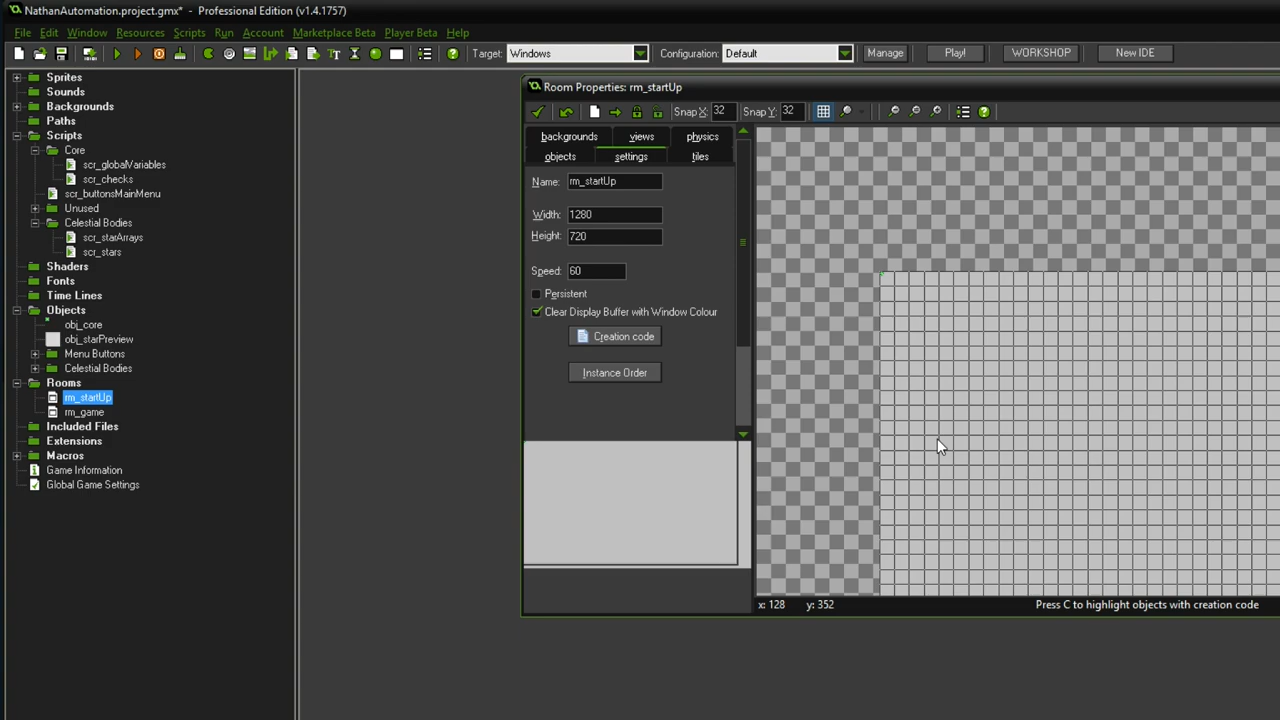 NathanAutomation.project.gmx* - Professional Edition (v1.4.1757)
File Edit Window Resources Scripts Run Account Marketplace Beta Player Beta Help
Target: Windows Configuration: Default Manage Play! WORKSHOP New IDE
Sprites
Sounds
Backgrounds
Paths
Scripts
Core
scr_globalVariables
scr_checks
scr_buttonsMainMenu
Unused
Celestial Bodies
scr_starArrays
scr_stars
Shaders
Fonts
Time Lines
Objects
obj_core
obj_starPreview
Menu Buttons
Celestial Bodies
Rooms
rm_startUp
rm_game
Included Files
Extensions
Macros
Game Information
Global Game Settings
Room Properties: rm_startUp
Snap X: 32 Snap Y: 32
backgrounds views physics
objects settings tiles
Name: rm_startUp
Width: 1280
Height: 720
Speed: 60
Persistent
Clear Display Buffer with Window Colour
Creation code
Instance Order
x: 128 y: 352 Press C to highlight objects with creation code